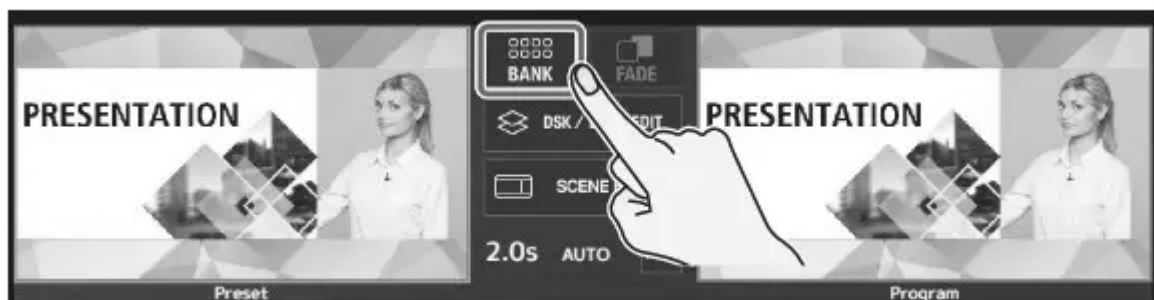 PRESENTATION
BANK
FADE
DSK /
EDIT
SCENE
2.0s AUTO
PRESENTATION
Preset
Program